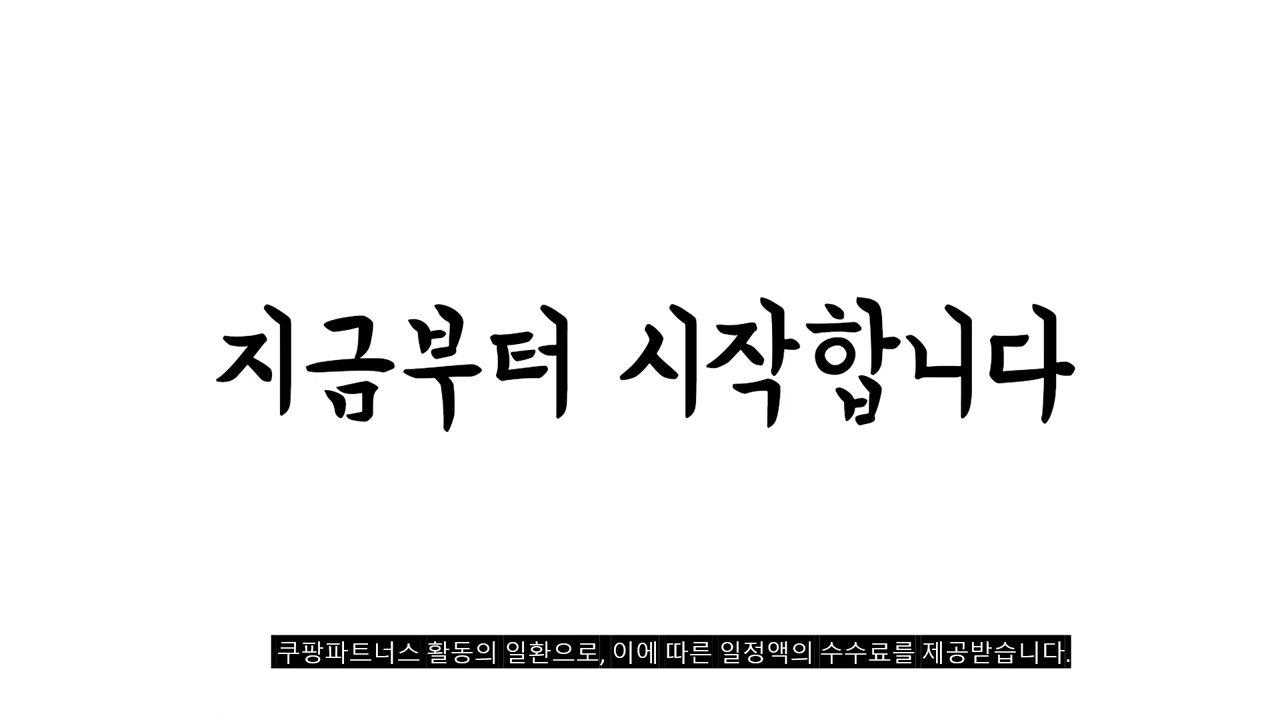 지금부터 시작합니다
쿠팡파트너스 활동의 일환으로, 이에 따른 일정액의 수수료를 제공받습니다.